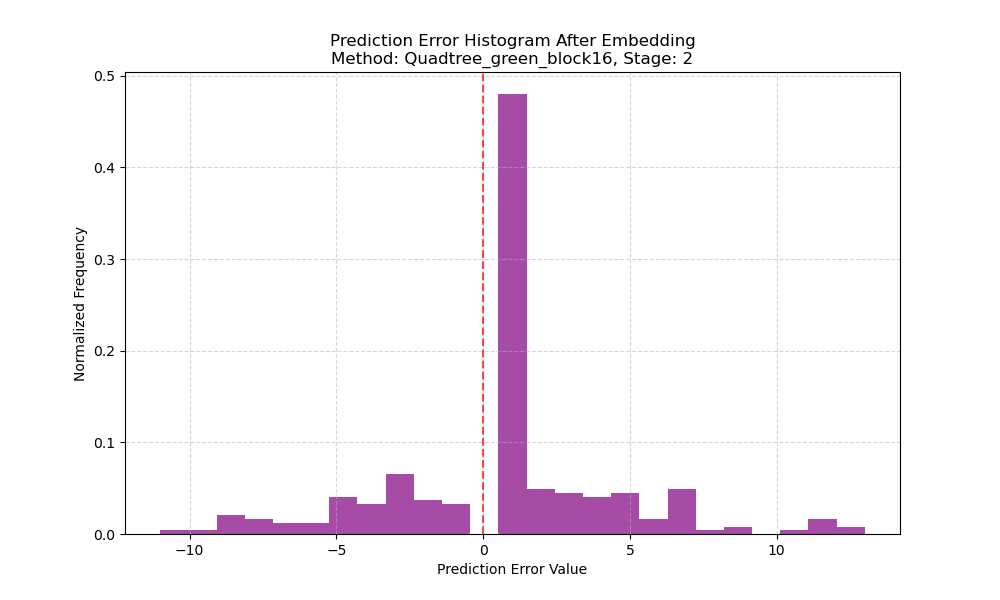 Prediction Error Histogram After Embedding
Method: Quadtree_green_block16, Stage: 2
Normalized Frequency
0.5
0.4
0.3
0.2
0.1
0.0
−10 −5 0 5 10
Prediction Error Value